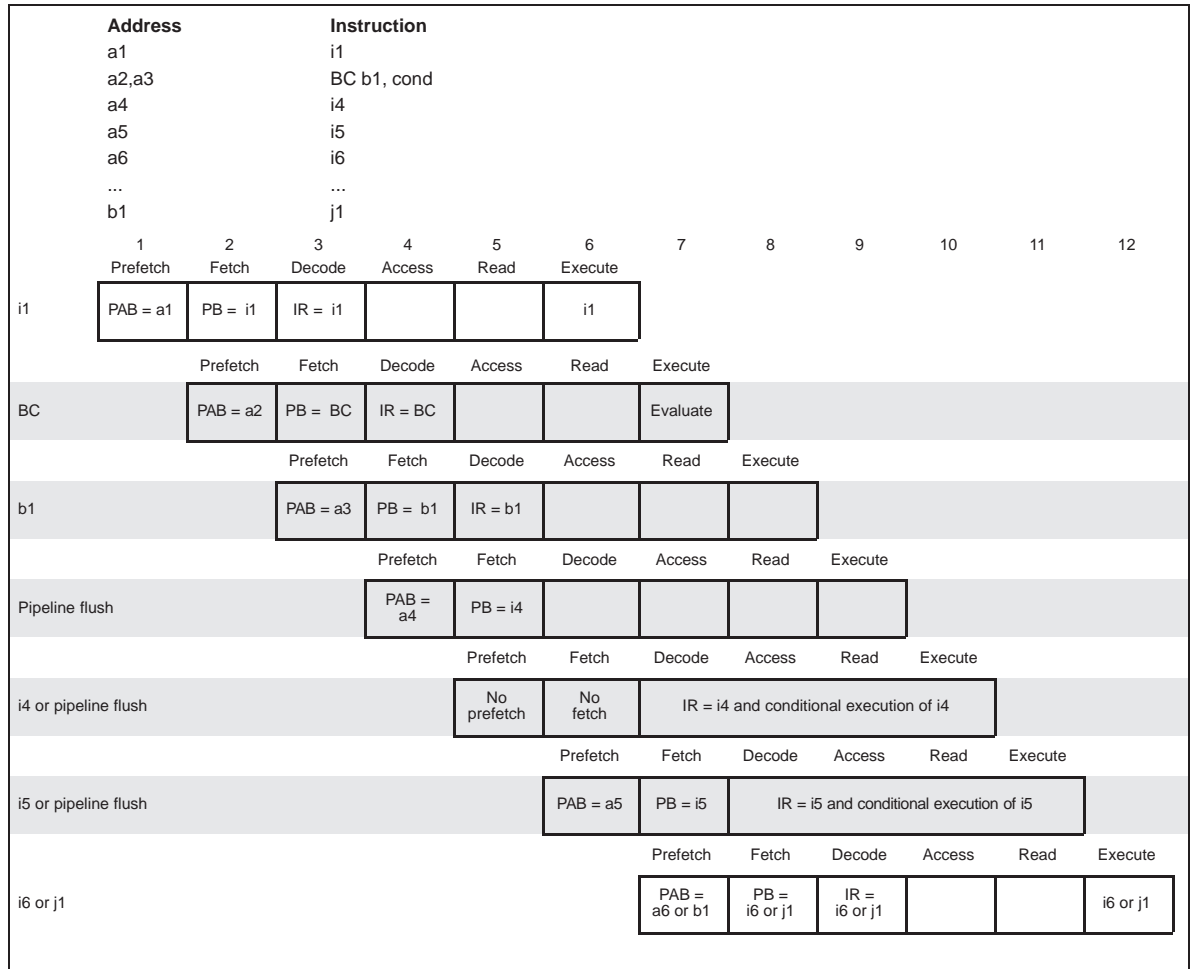 Address Instruction
a1 i1
a2,a3 BC b1, cond
a4 i4
a5 i5
a6 i6
... ...
b1 j1
1 2 3 4 5 6 7 8 9 10 11 12
Prefetch Fetch Decode Access Read Execute
i1 PAB = a1 PB = i1 IR = i1 i1
Prefetch Fetch Decode Access Read Execute
BC PAB = a2 PB = BC IR = BC Evaluate
Prefetch Fetch Decode Access Read Execute
b1 PAB = a3 PB = b1 IR = b1
Prefetch Fetch Decode Access Read Execute
Pipeline flush PAB = a4 PB = i4
Prefetch Fetch Decode Access Read Execute
i4 or pipeline flush No prefetch No fetch IR = i4 and conditional execution of i4
Prefetch Fetch Decode Access Read Execute
i5 or pipeline flush PAB = a5 PB = i5 IR = i5 and conditional execution of i5
Prefetch Fetch Decode Access Read Execute
i6 or j1 PAB = a6 or b1 PB = i6 or j1 IR = i6 or j1 i6 or j1